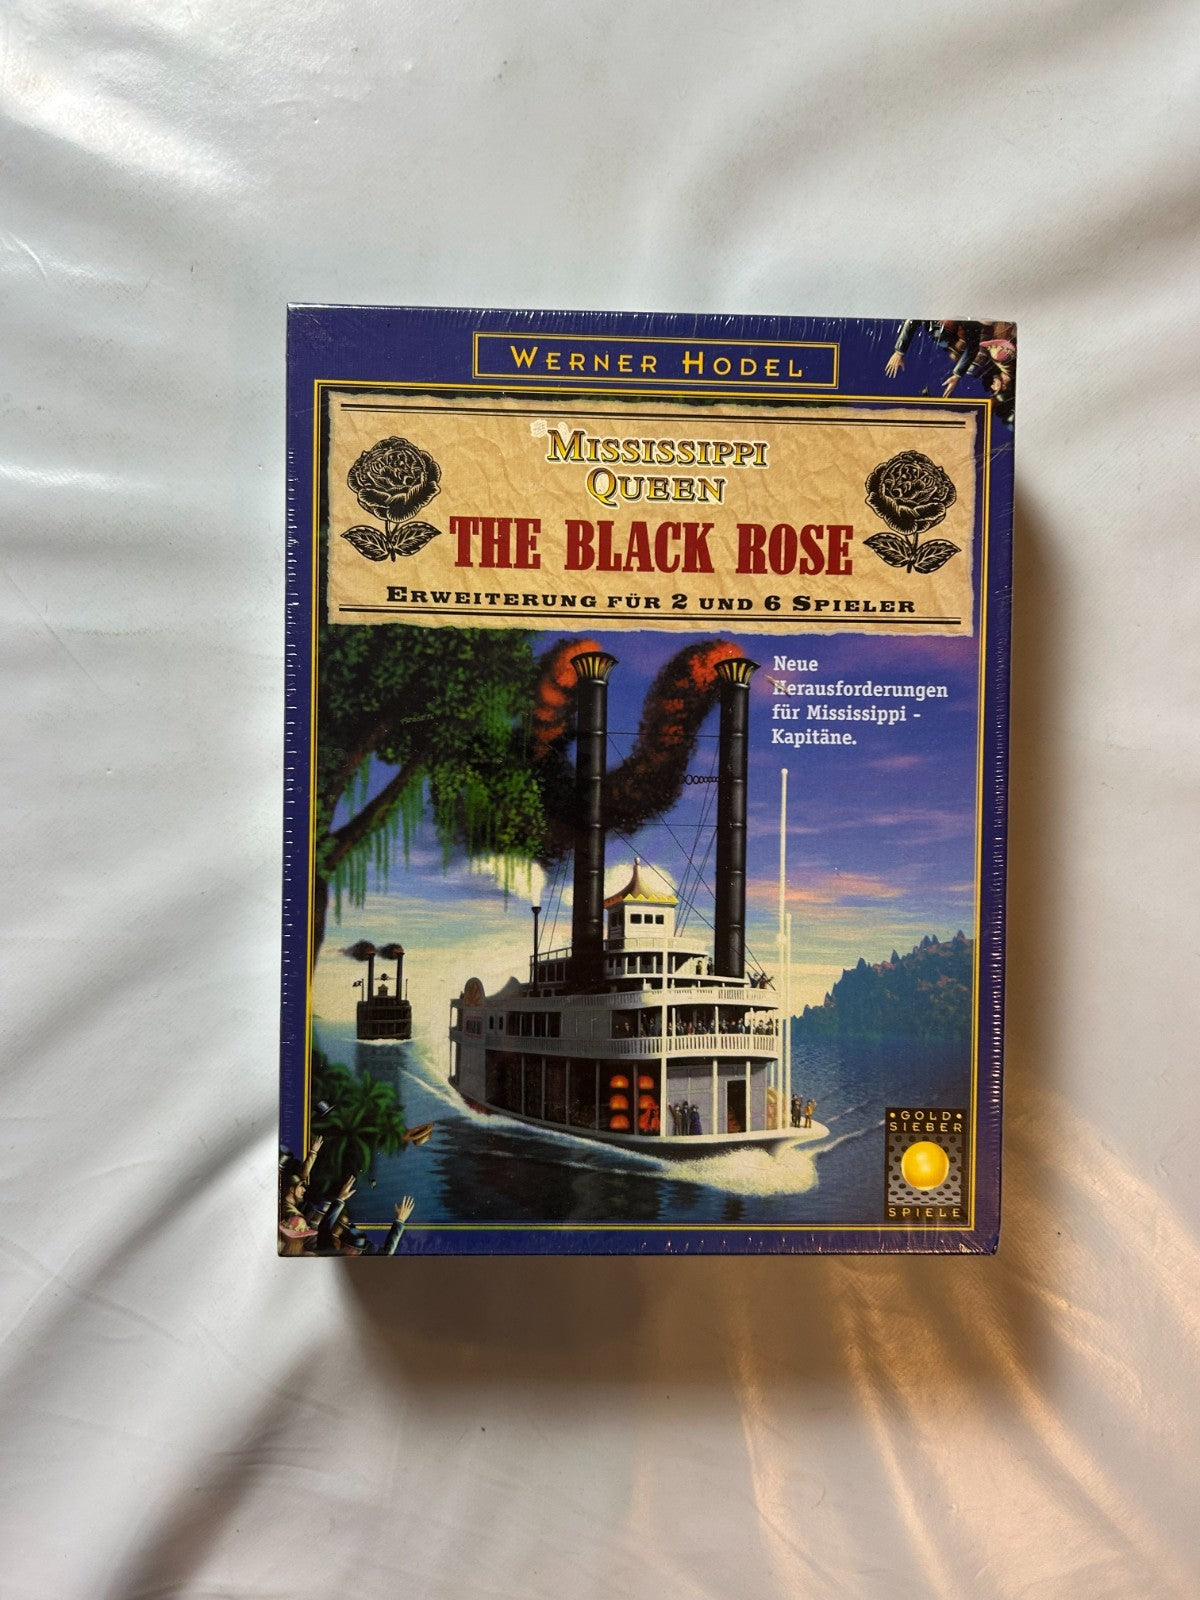 WERNER HODEL
MISSISSIPPI
QUEEN
THE BLACK ROSE
ERWEITERUNG FÜR 2 UND 6 SPIELER
Neue
Herausforderungen
für Mississippi -
Kapitäne.
•GOLD•
SIEBER
SPIELE